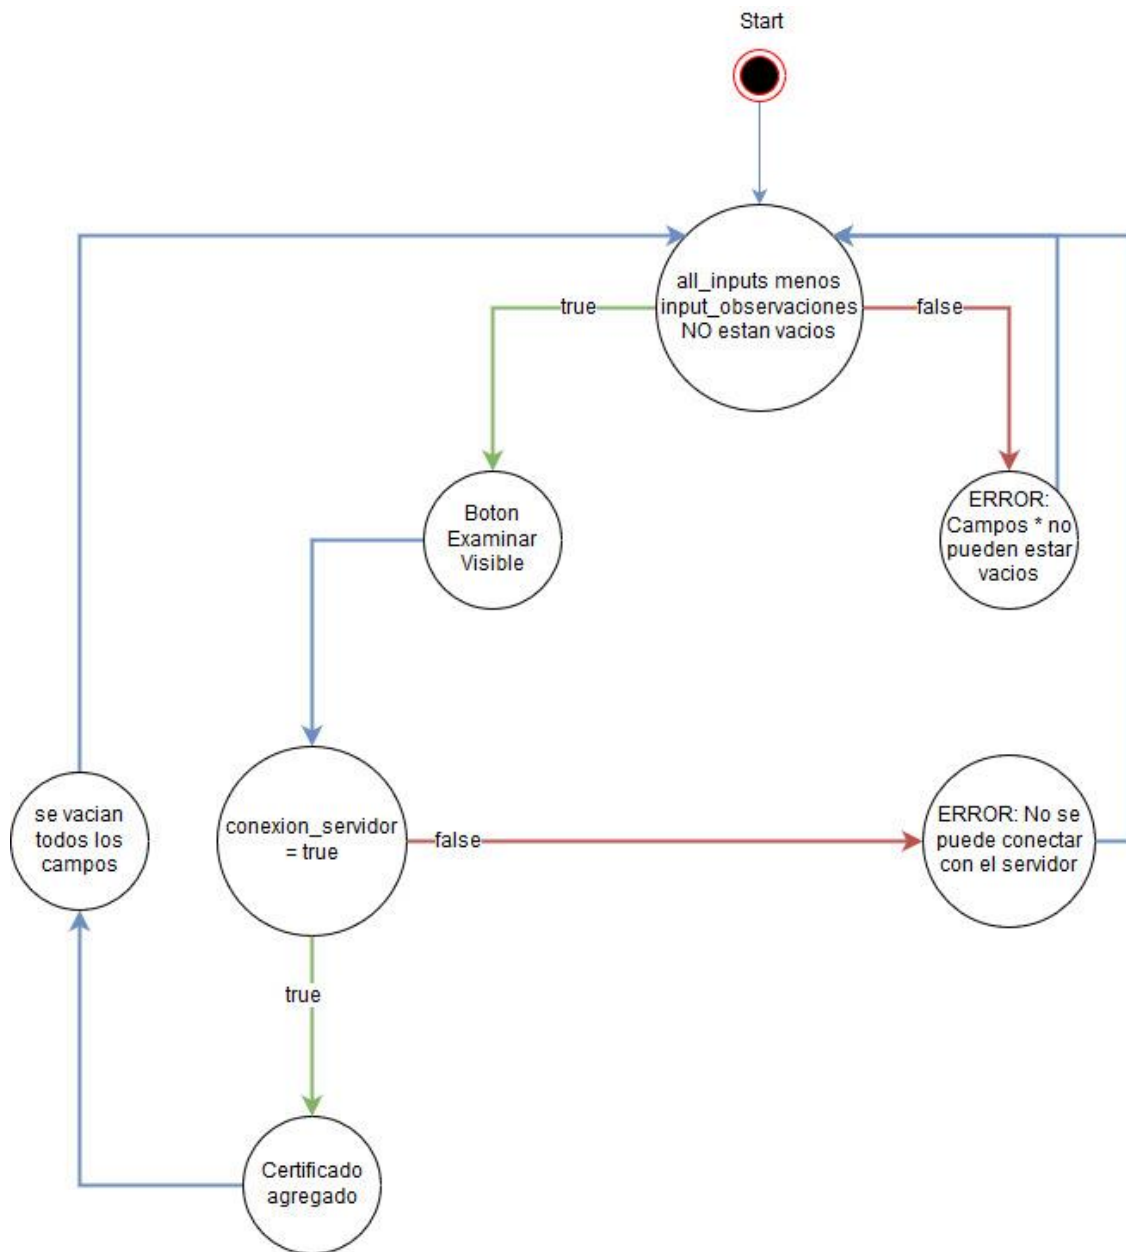 Start
all_inputs menos
input_observaciones
NO estan vacios
true
false
Boton
Examinar
Visible
ERROR:
Campos * no
pueden estar
vacios
se vacian
todos los
campos
conexion_servidor
= true
false
ERROR: No se
puede conectar
con el servidor
true
Certificado
agregado